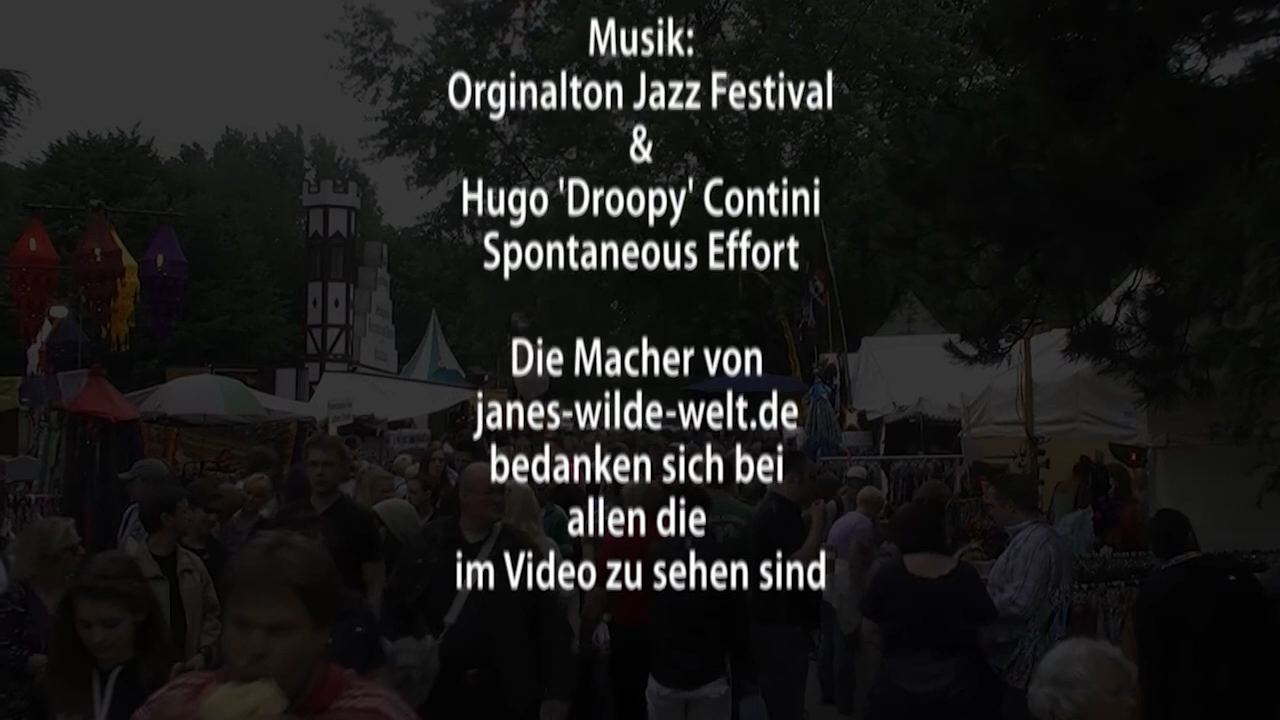 Musik:
Orginalton Jazz Festival
&
Hugo 'Droopy' Contini
Spontaneous Effort
Die Macher von
janes-wilde-welt.de
bedanken sich bei
allen die
im Video zu sehen sind